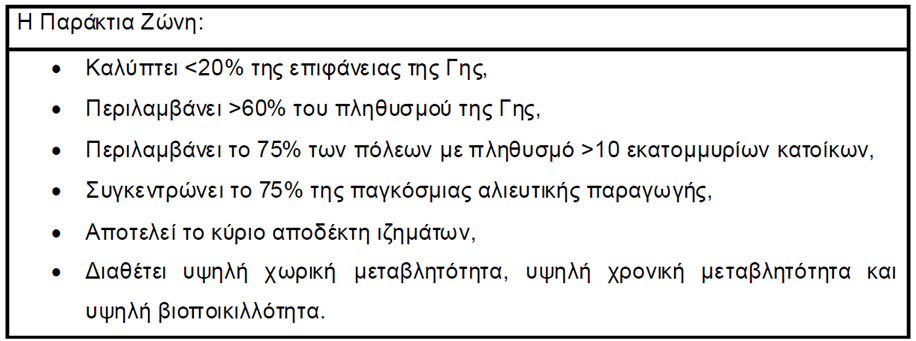 Η Παράκτια Ζώνη:
• Καλύπτει <20% της επιφάνειας της Γης,
• Περιλαμβάνει >60% του πληθυσμού της Γης,
• Περιλαμβάνει το 75% των πόλεων με πληθυσμό >10 εκατομμυρίων κατοίκων,
• Συγκεντρώνει το 75% της παγκόσμιας αλιευτικής παραγωγής,
• Αποτελεί το κύριο αποδέκτη ιζημάτων,
• Διαθέτει υψηλή χωρική μεταβλητότητα, υψηλή χρονική μεταβλητότητα και
υψηλή βιοποικιλλότητα.